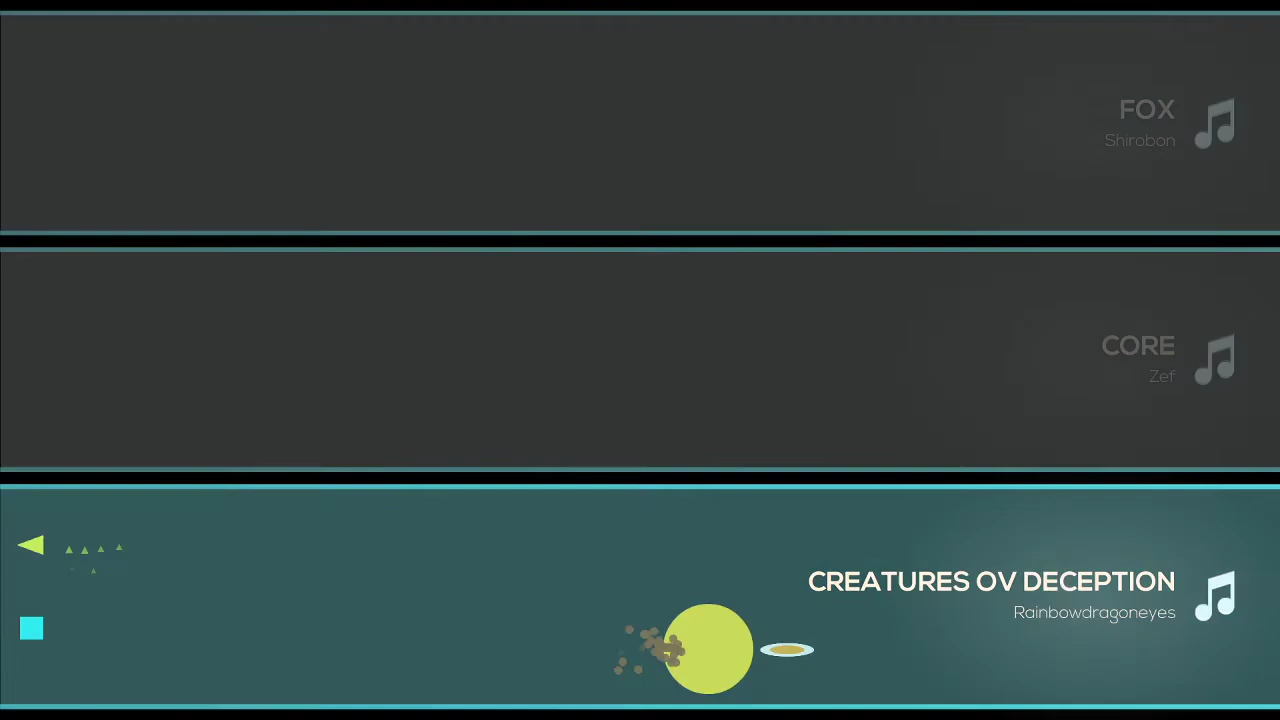 FOX
Shirobon
CORE
Zef
CREATURES OV DECEPTION
Rainbowdragoneyes